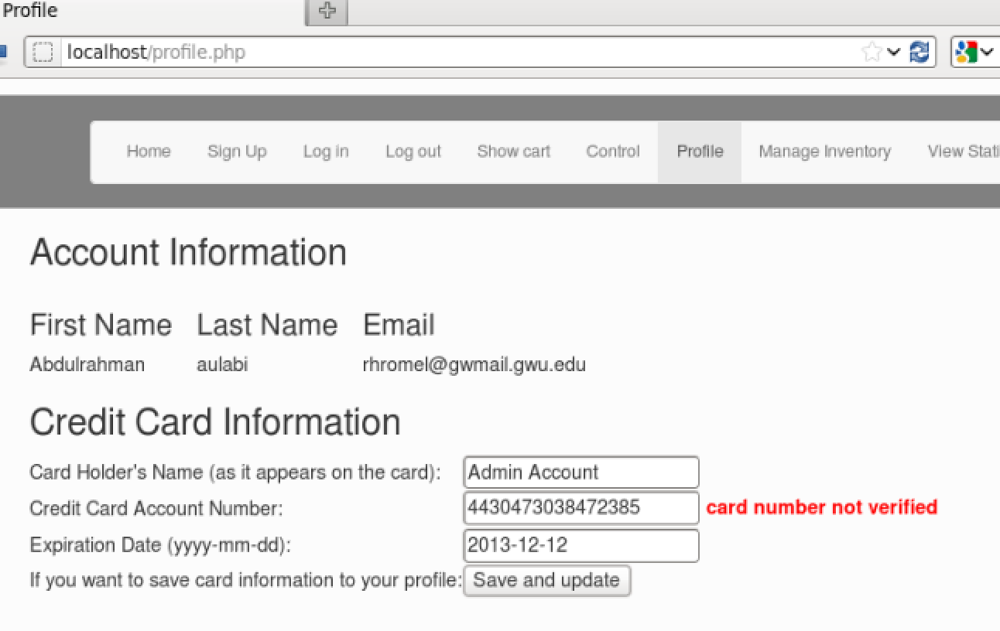 Profile
localhost/profile.php
Home Sign Up Log in Log out Show cart Control Profile Manage Inventory View Stati
Account Information
First Name Last Name Email
Abdulrahman aulabi rhromel@gwmail.gwu.edu
Credit Card Information
Card Holder's Name (as it appears on the card): Admin Account
Credit Card Account Number: 4430473038472385 card number not verified
Expiration Date (yyyy-mm-dd): 2013-12-12
If you want to save card information to your profile: Save and update